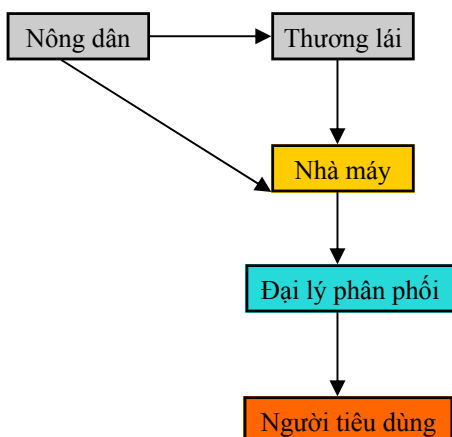 Nông dân
Thương lái
Nhà máy
Đại lý phân phối
Người tiêu dùng